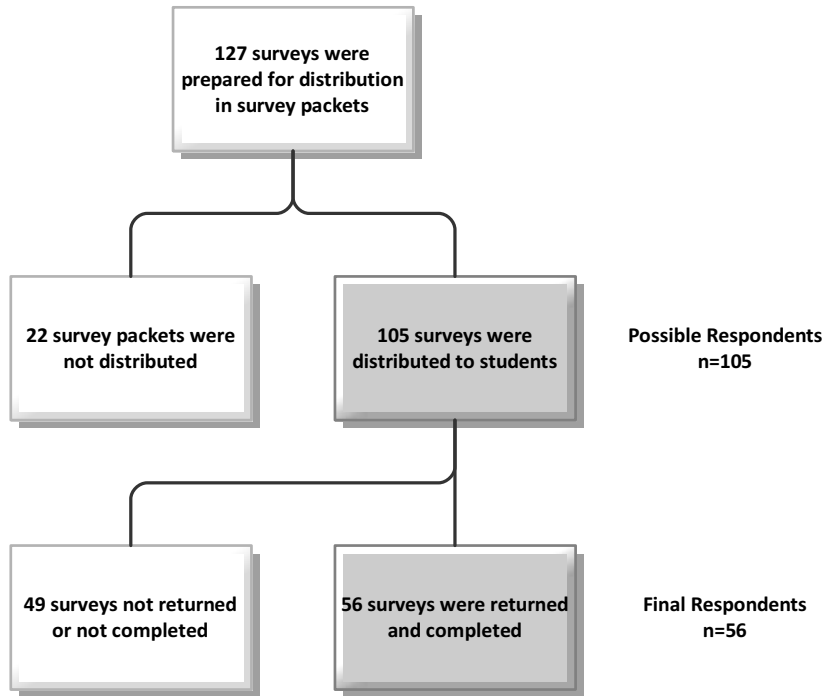 127 surveys were
prepared for distribution
in survey packets
22 survey packets were
not distributed
105 surveys were
distributed to students
Possible Respondents
n=105
49 surveys not returned
or not completed
56 surveys were returned
and completed
Final Respondents
n=56